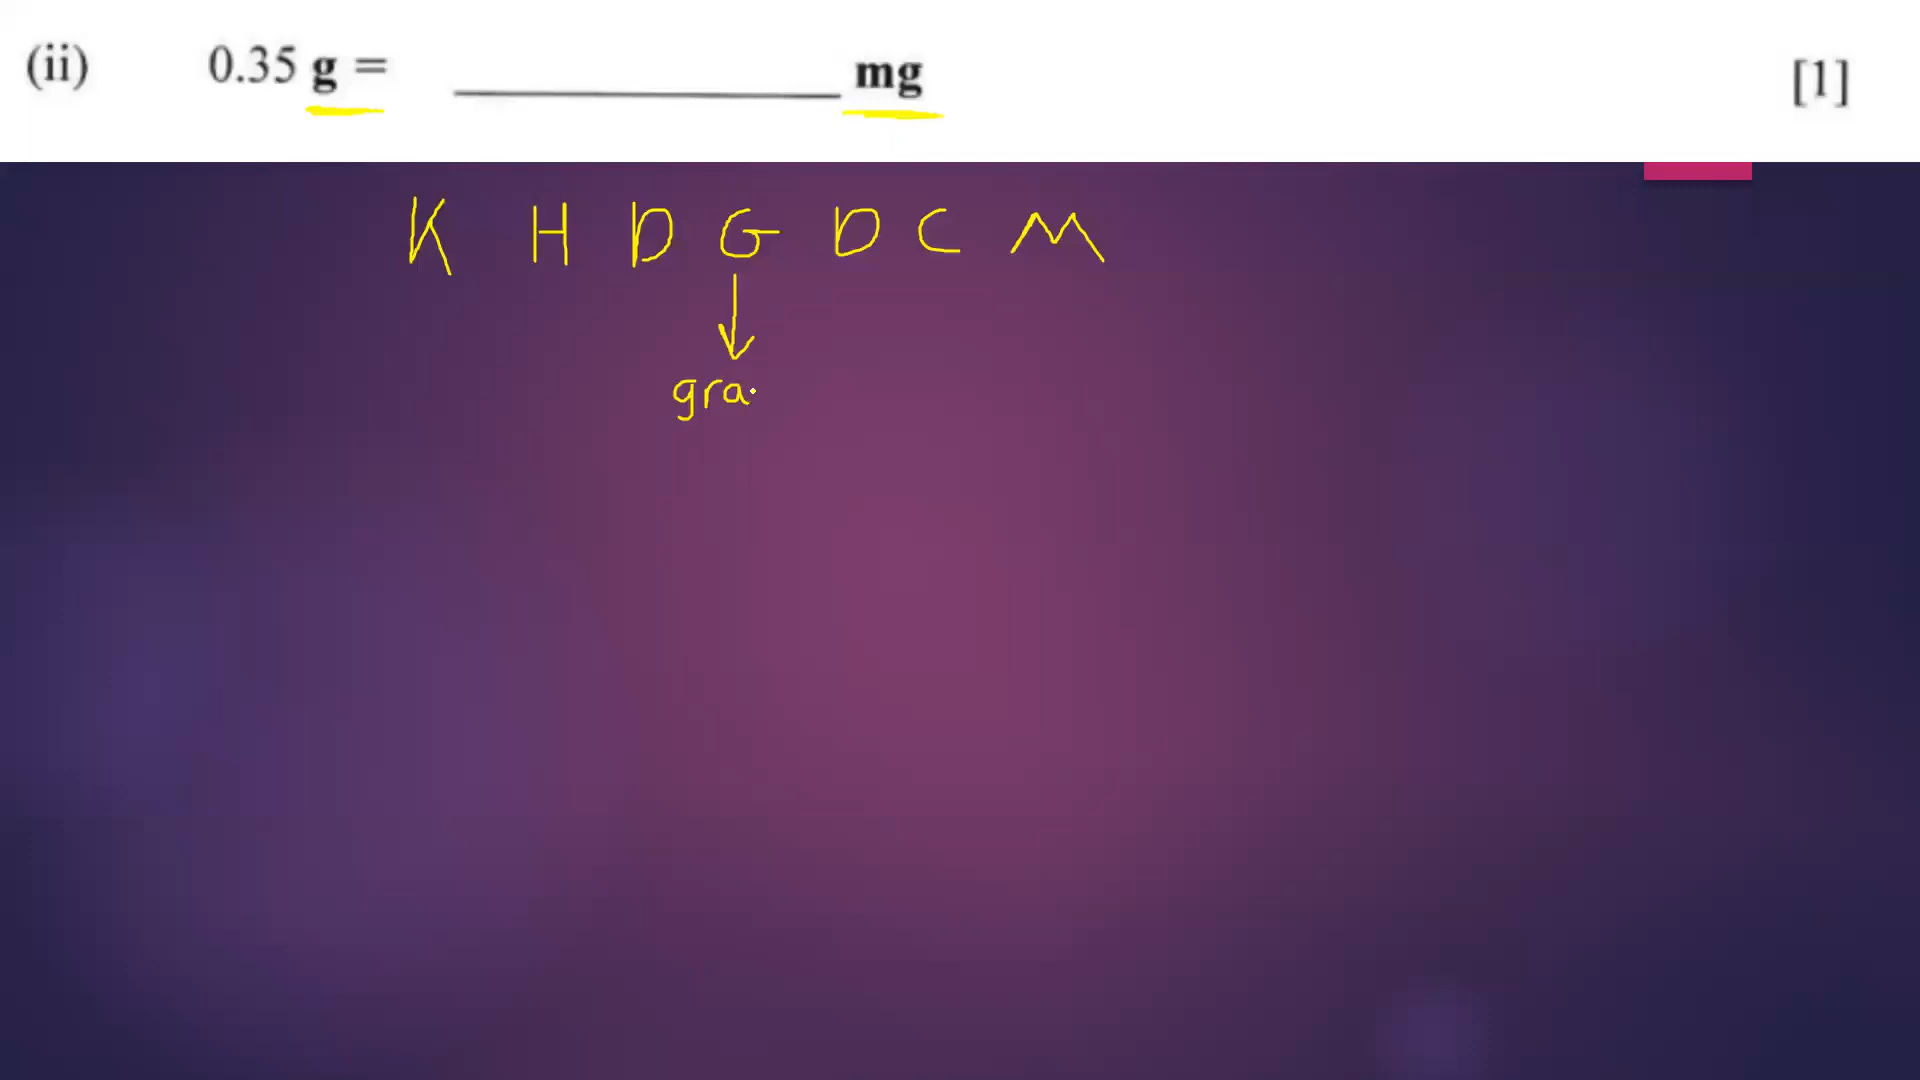 (ii) 0.35 g = ____________ mg [1]
K H D G D C M
gra